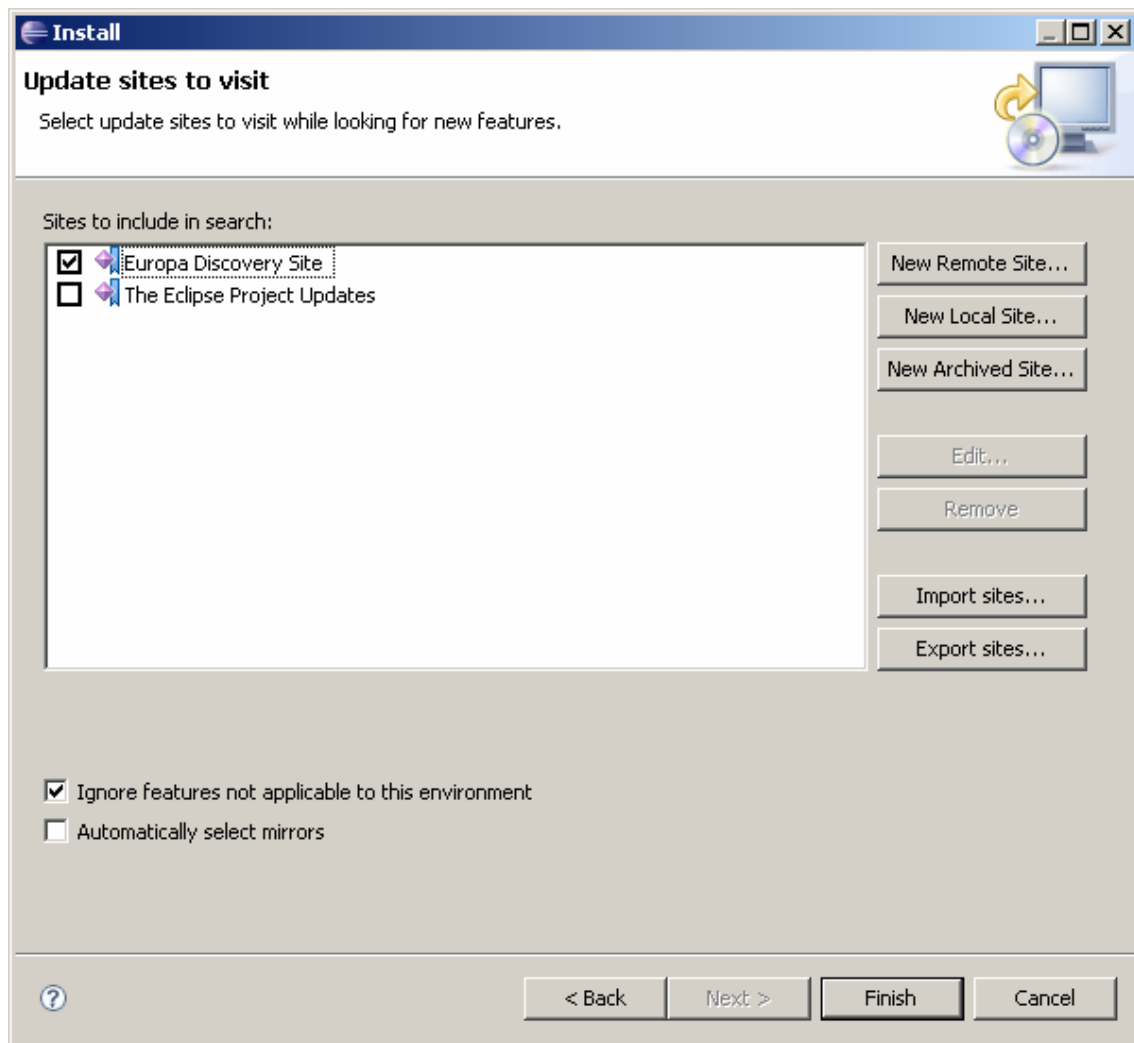 Install
Update sites to visit
Select update sites to visit while looking for new features.
Sites to include in search:
Europa Discovery Site
The Eclipse Project Updates
New Remote Site...
New Local Site...
New Archived Site...
Edit...
Remove
Import sites...
Export sites...
Ignore features not applicable to this environment
Automatically select mirrors
?
< Back
Next >
Finish
Cancel